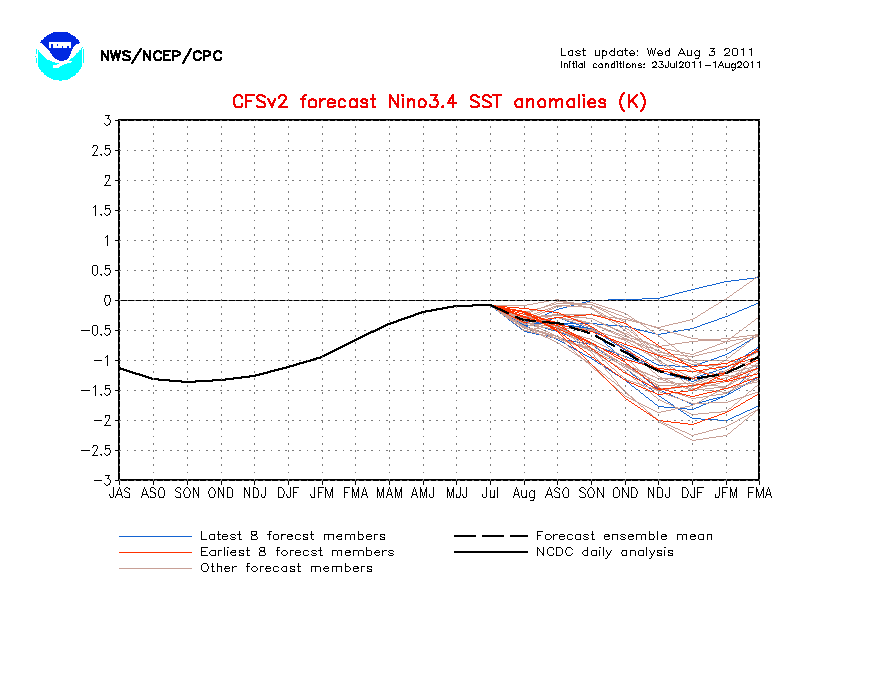 NOAA
NWS/NCEP/CPC
Last update: Wed Aug 3 2011
Initial conditions: 23Jul2011-1Aug2011
CFSv2 forecast Nino3.4 SST anomalies (K)
3
2.5
2
1.5
1
0.5
0
-0.5
-1
-1.5
-2
-2.5
-3
JAS ASO SON OND NDJ DJF JFM FMA MAM AMJ MJJ Jul Aug ASO SON OND NDJ DJF JFM FMA
Latest 8 forecst members
Earliest 8 forecst members
Other forecast members
Forecast ensemble mean
NCDC daily analysis